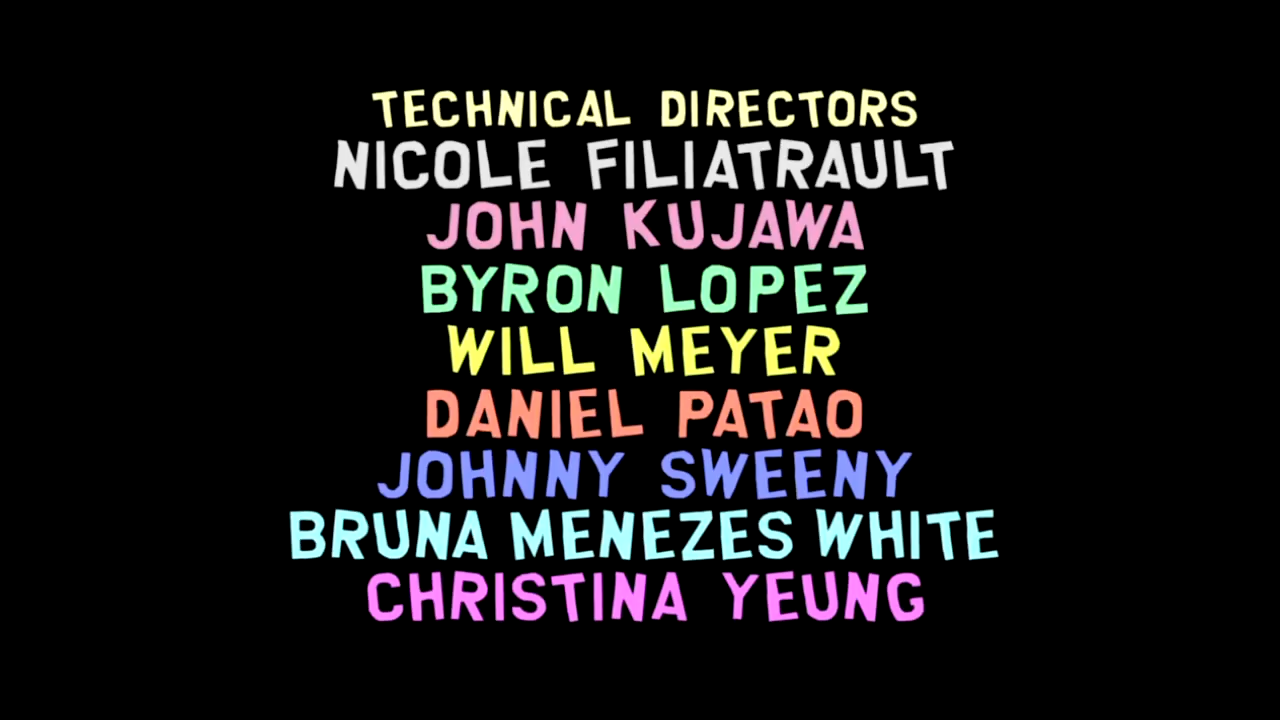 TECHNICAL DIRECTORS
NICOLE FILIATRAULT
JOHN KUJAWA
BYRON LOPEZ
WILL MEYER
DANIEL PATAO
JOHNNY SWEENY
BRUNA MENEZES WHITE
CHRISTINA YEUNG